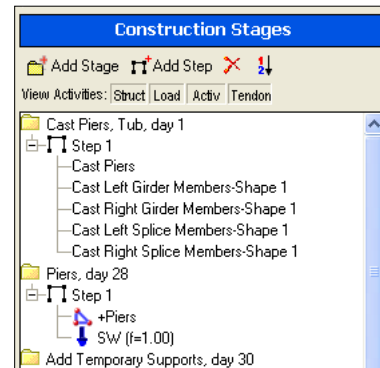 Construction Stages
Add Stage Add Step
View Activities: Struct Load Activ Tendon
Cast Piers, Tub, day 1
Step 1
Cast Piers
Cast Left Girder Members-Shape 1
Cast Right Girder Members-Shape 1
Cast Left Splice Members-Shape 1
Cast Right Splice Members-Shape 1
Piers, day 28
Step 1
+Piers
SW (f=1.00)
Add Temporary Supports, day 30